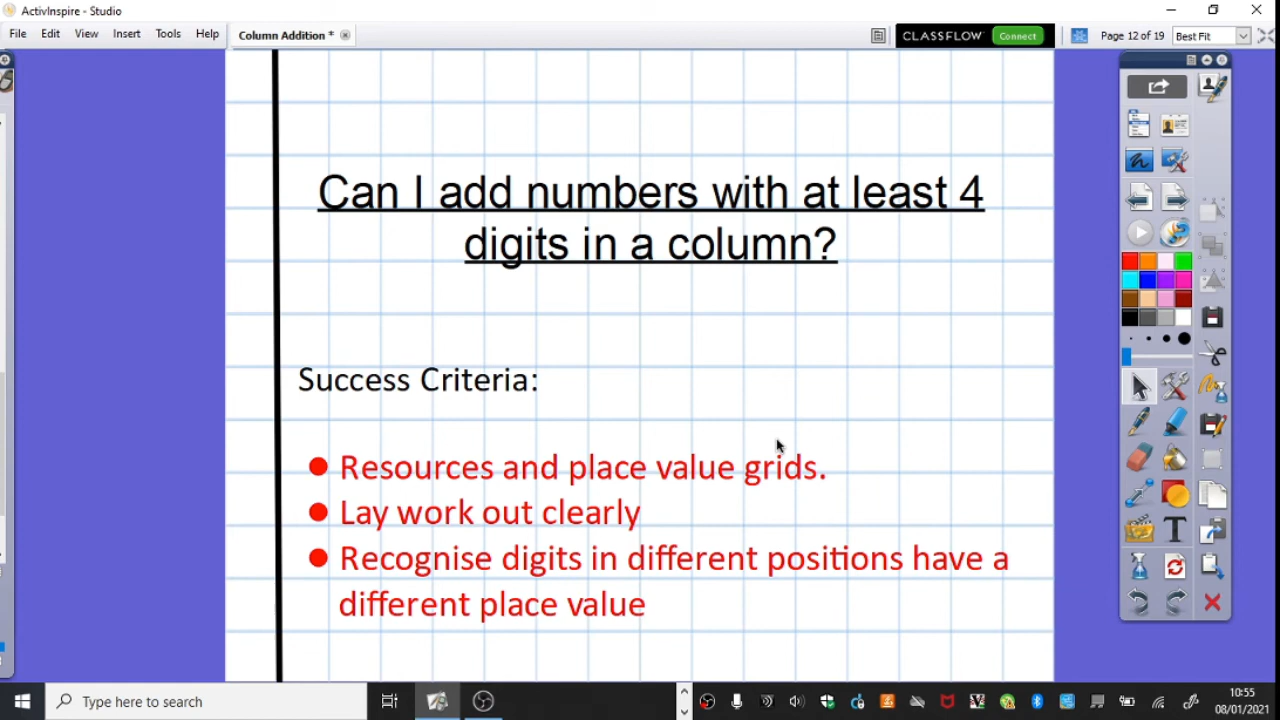 ActivInspire - Studio
File Edit View Insert Tools Help Column Addition * CLASSFLOW Connect Page 12 of 19 Best Fit
Can I add numbers with at least 4
digits in a column?
Success Criteria:
Resources and place value grids.
Lay work out clearly
Recognise digits in different positions have a
different place value
Type here to search
10:55
08/01/2021